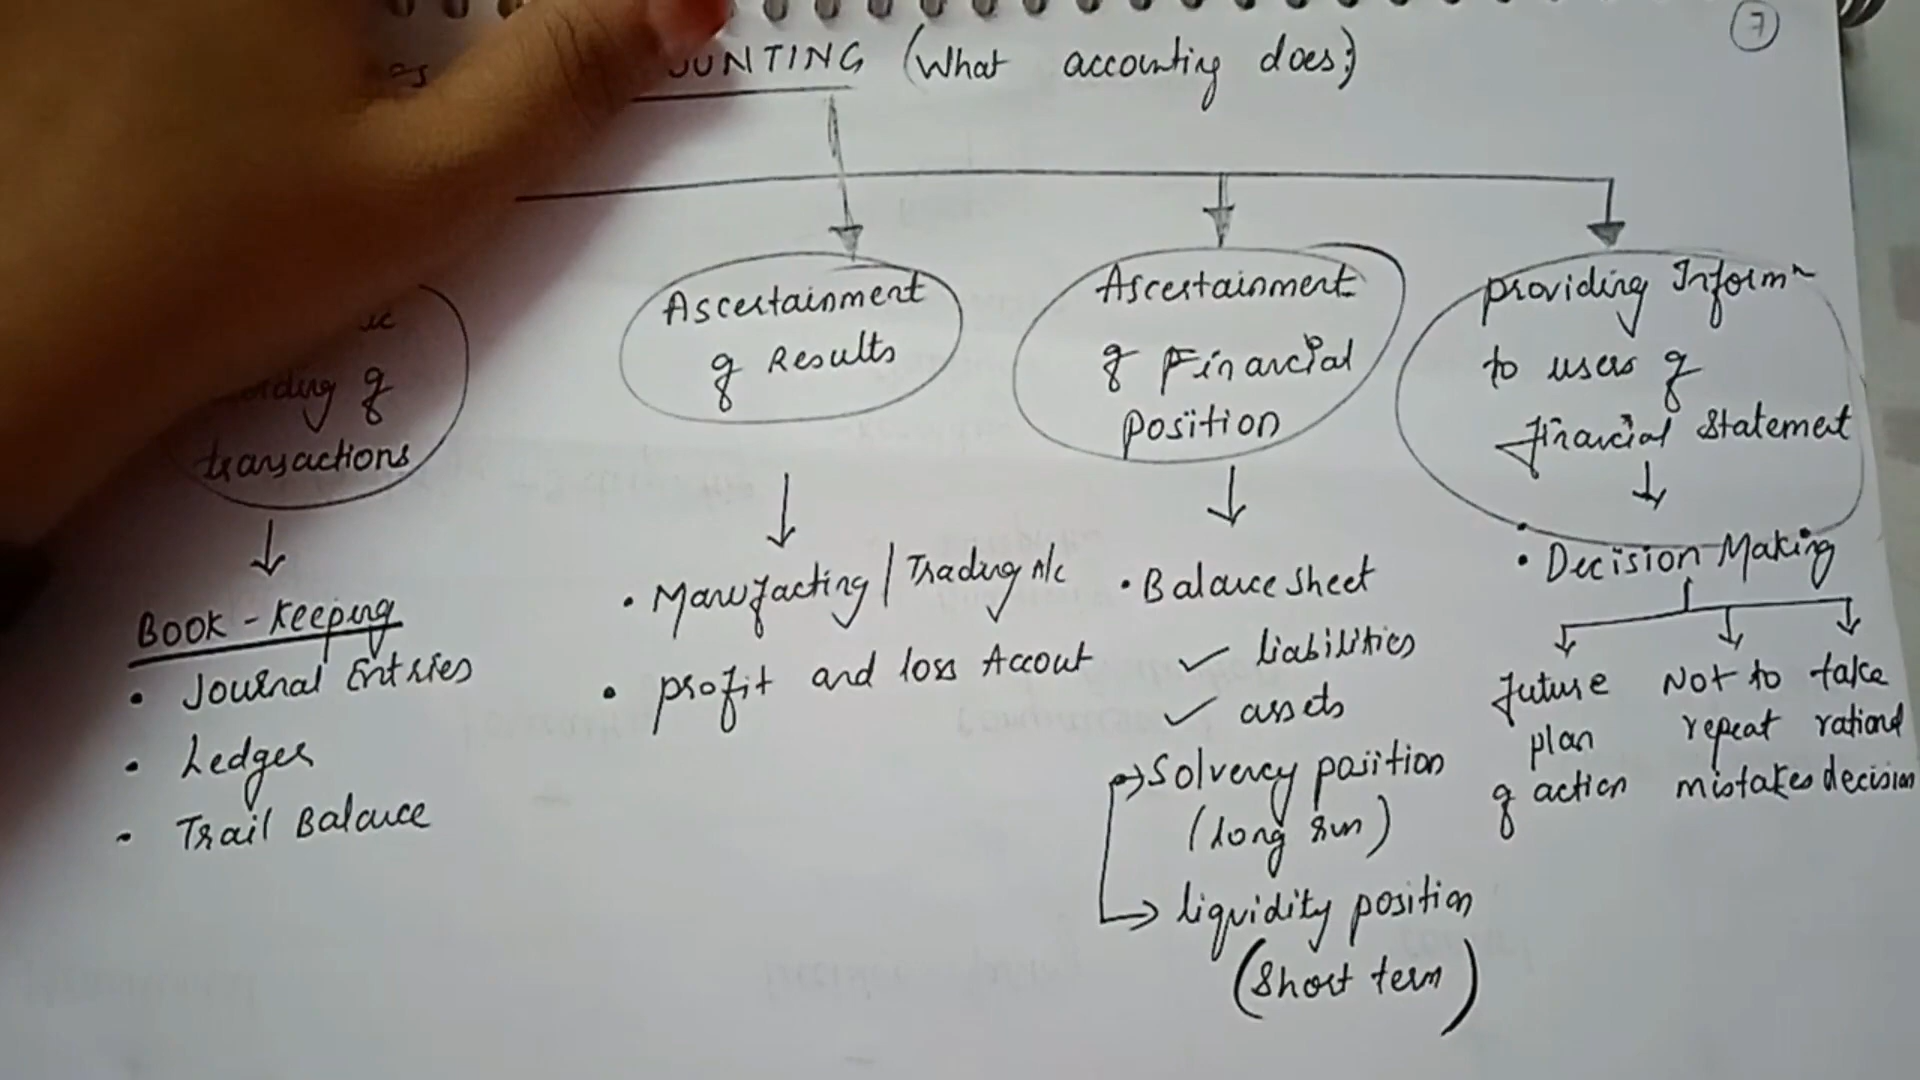 7
UNTING (What accounting does)
transactions
Book - Keeping
• Journal Entries
• Ledger
- Trail Balance
Ascertainment
of Results
• Manufacting / Trading A/c
• profit and loss Accout
Ascertainment
of Financial
position
• Balance sheet
✓ liabilities
✓ assets
→ Solvency position
(long run)
→ liquidity position
(Short term)
providing Inform^n
to users of
financial Statement
• Decision Making
future
plan
of action
Not to
repeat
mistakes
take
rational
decision